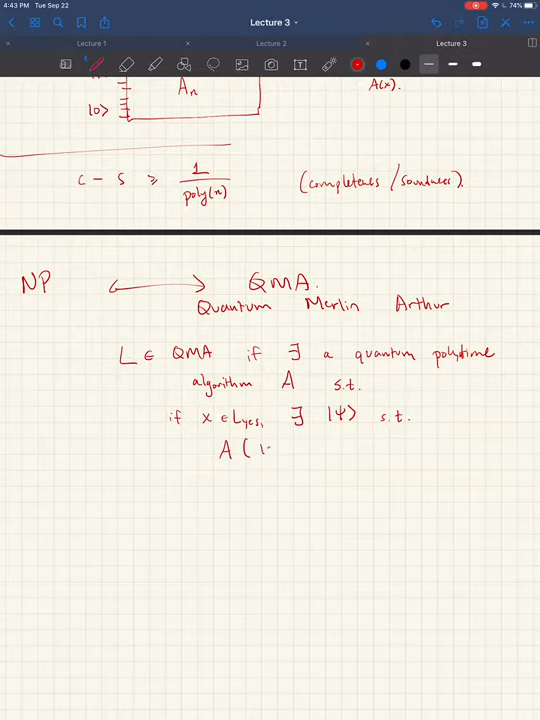 4:43 PM Tue Sep 22
74%
Lecture 3
Lecture 1
Lecture 2
Lecture 3
An
A(x).
|0>
c - s ≥ 1/poly(n) (completeness/soundness).
NP ↔ QMA.
Quantum Merlin Arthur
L ∈ QMA if ∃ a quantum polytime
algorithm A s.t.
if x ∈ Lyes, ∃ |Ψ> s.t.
A(